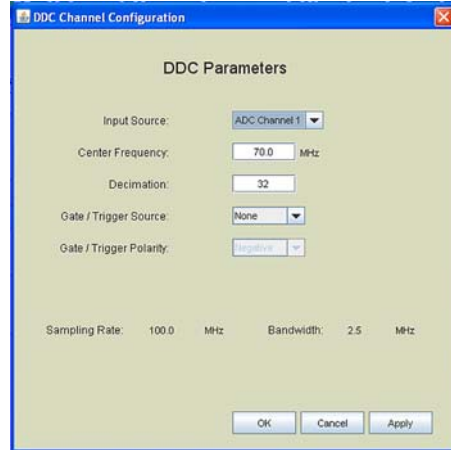 DDC Channel Configuration
DDC Parameters
Input Source: ADC Channel 1
Center Frequency: 70.0 MHz
Decimation: 32
Gate / Trigger Source: None
Gate / Trigger Polarity: Negative
Sampling Rate: 100.0 MHz Bandwidth: 2.5 MHz
OK Cancel Apply